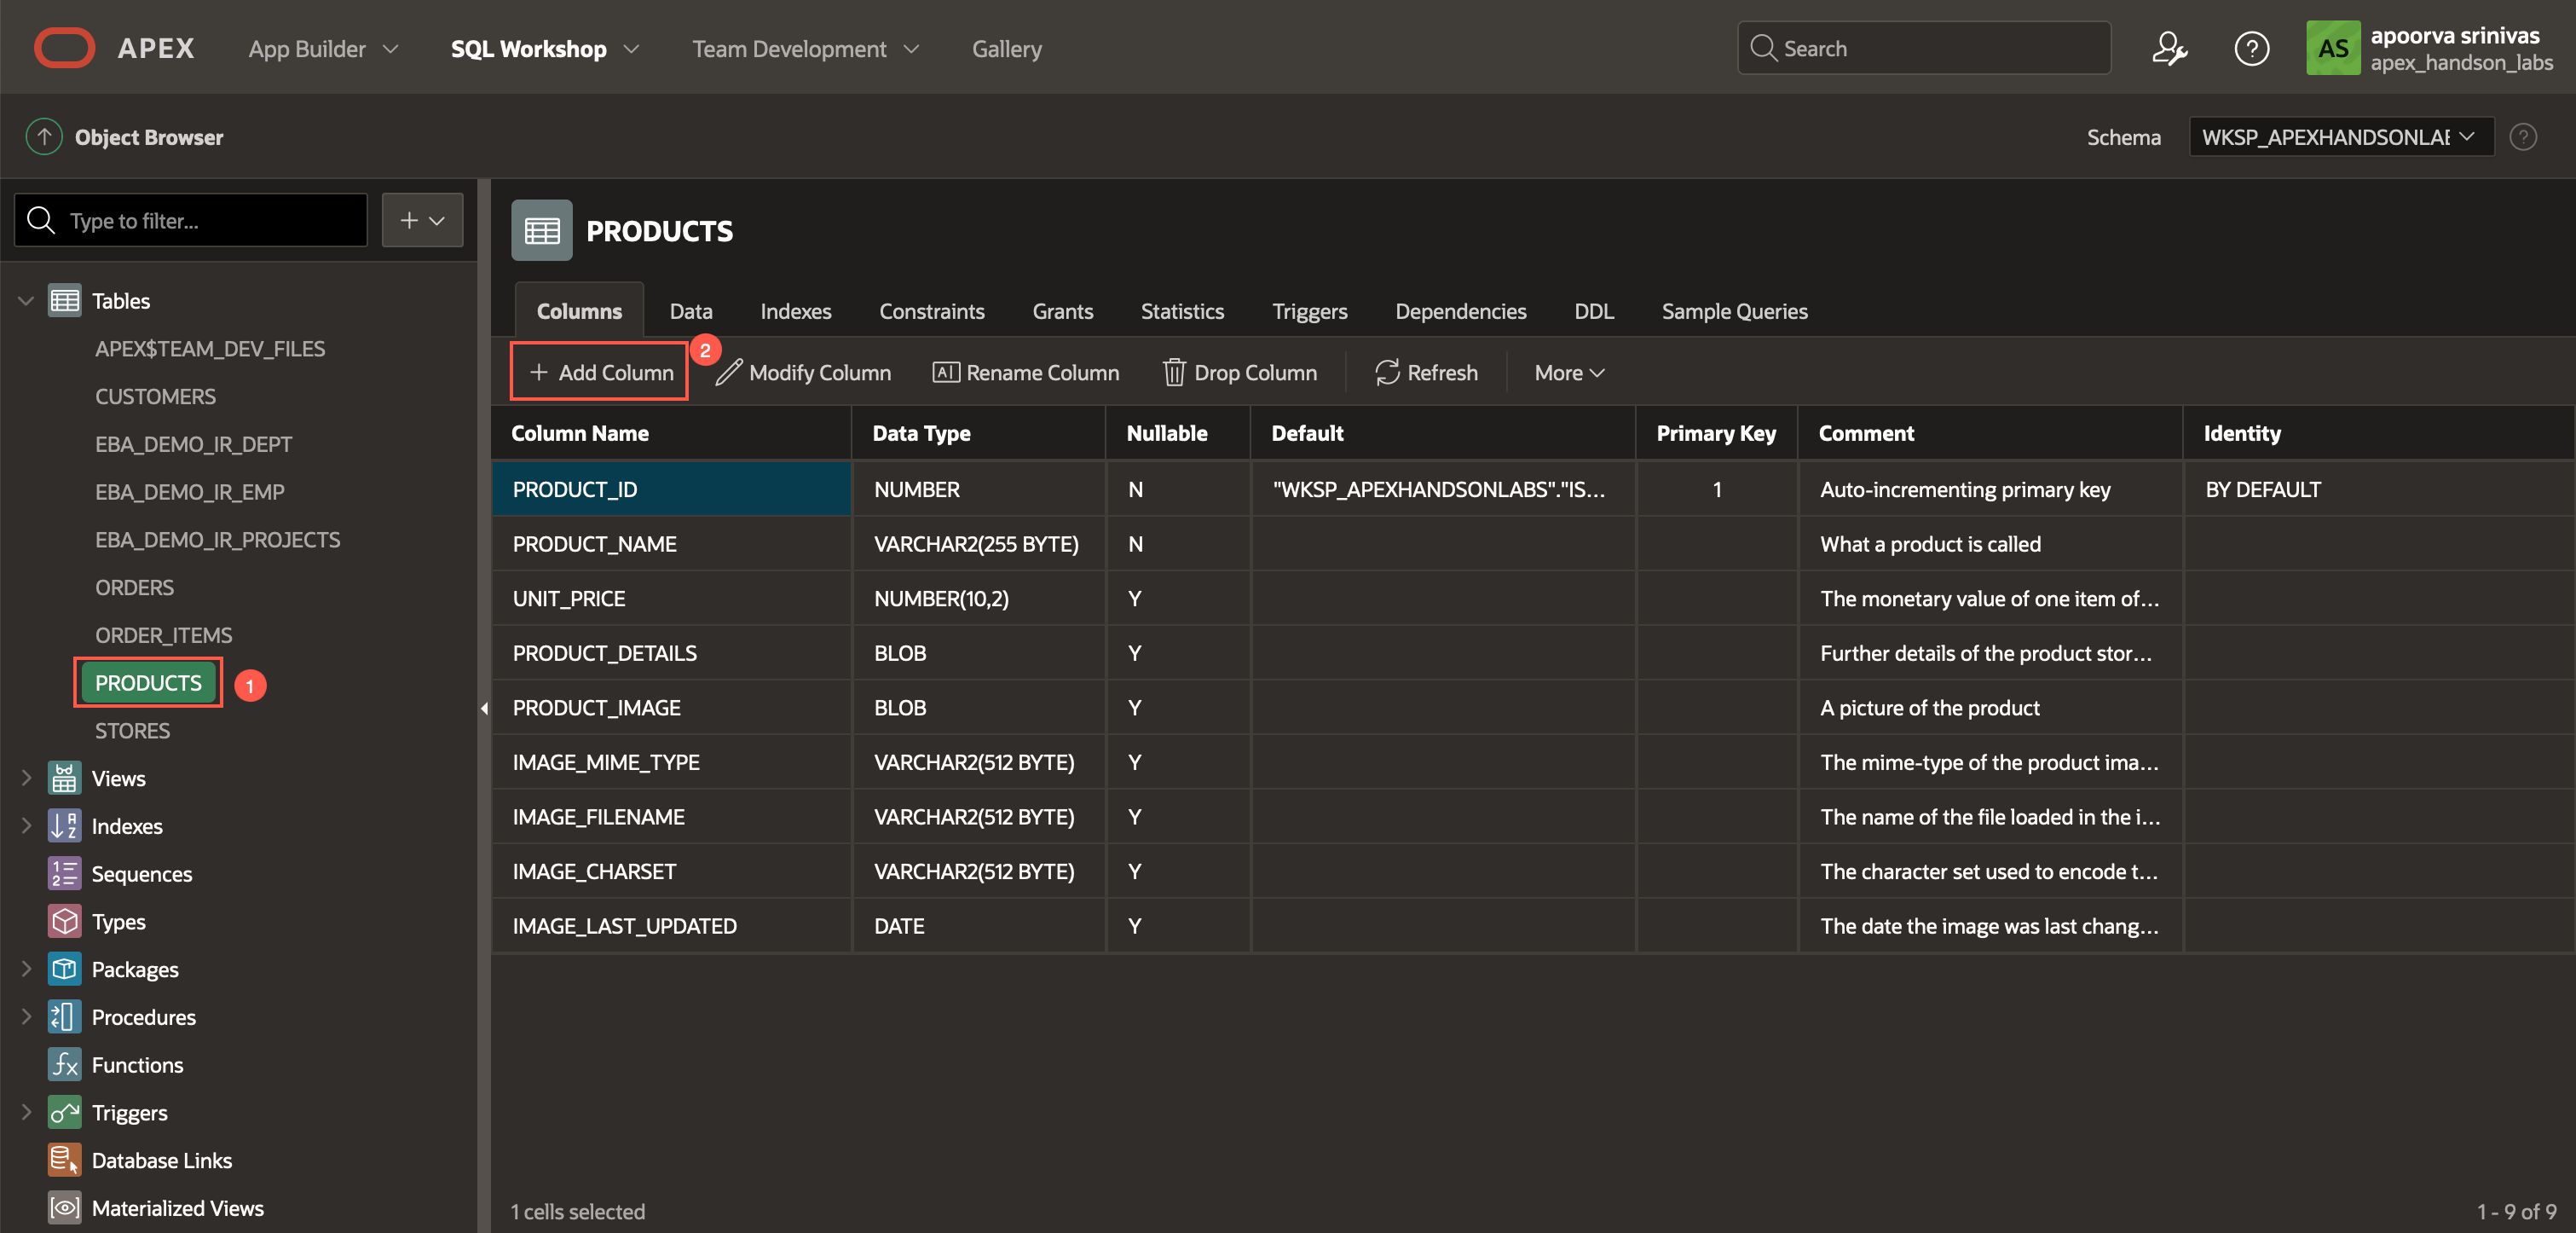 APEX
App Builder
SQL Workshop
Team Development
Gallery
Search
AS
apoorva srinivas
apex_handson_labs
Object Browser
Schema
WKSP_APEXHANDSONLAB
Type to filter...
Tables
APEX$TEAM_DEV_FILES
CUSTOMERS
EBA_DEMO_IR_DEPT
EBA_DEMO_IR_EMP
EBA_DEMO_IR_PROJECTS
ORDERS
ORDER_ITEMS
PRODUCTS
1
STORES
Views
Indexes
Sequences
Types
Packages
Procedures
Functions
Triggers
Database Links
Materialized Views
PRODUCTS
Columns Data Indexes Constraints Grants Statistics Triggers Dependencies DDL Sample Queries
+ Add Column 2 Modify Column Rename Column Drop Column Refresh More
Column Name Data Type Nullable Default Primary Key Comment Identity
PRODUCT_ID NUMBER N "WKSP_APEXHANDSONLABS"."IS... 1 Auto-incrementing primary key BY DEFAULT
PRODUCT_NAME VARCHAR2(255 BYTE) N What a product is called
UNIT_PRICE NUMBER(10,2) Y The monetary value of one item of...
PRODUCT_DETAILS BLOB Y Further details of the product stor...
PRODUCT_IMAGE BLOB Y A picture of the product
IMAGE_MIME_TYPE VARCHAR2(512 BYTE) Y The mime-type of the product ima...
IMAGE_FILENAME VARCHAR2(512 BYTE) Y The name of the file loaded in the i...
IMAGE_CHARSET VARCHAR2(512 BYTE) Y The character set used to encode t...
IMAGE_LAST_UPDATED DATE Y The date the image was last chang...
1 cells selected
1 - 9 of 9